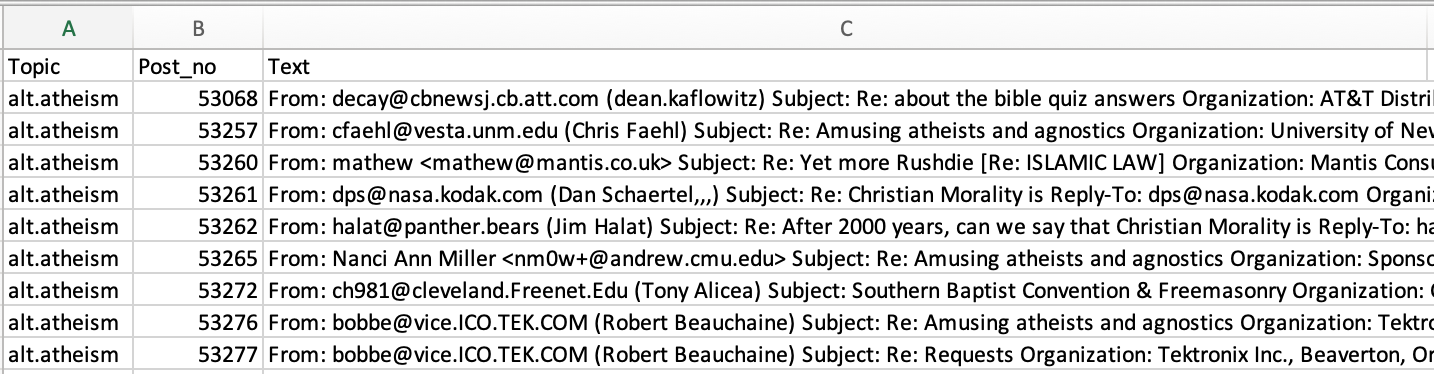 A B C
Topic Post_no Text
alt.atheism 53068 From: decay@cbnewsj.cb.att.com (dean.kaflowitz) Subject: Re: about the bible quiz answers Organization: AT&T
alt.atheism 53257 From: cfaehl@vesta.unm.edu (Chris Faehl) Subject: Re: Amusing atheists and agnostics Organization: University of
alt.atheism 53260 From: mathew <mathew@mantis.co.uk> Subject: Re: Yet more Rushdie [Re: ISLAMIC LAW] Organization: Mantis
alt.atheism 53261 From: dps@nasa.kodak.com (Dan Schaertel,,,) Subject: Re: Christian Morality is Reply-To: dps@nasa.kodak.com
alt.atheism 53262 From: halat@panther.bears (Jim Halat) Subject: Re: After 2000 years, can we say that Christian Morality is Reply-To:
alt.atheism 53265 From: Nanci Ann Miller <nm0w+@andrew.cmu.edu> Subject: Re: Amusing atheists and agnostics Organization:
alt.atheism 53272 From: ch981@cleveland.Freenet.Edu (Tony Alicea) Subject: Southern Baptist Convention & Freemasonry Organization:
alt.atheism 53276 From: bobbe@vice.ICO.TEK.COM (Robert Beauchaine) Subject: Re: Amusing atheists and agnostics Organization:
alt.atheism 53277 From: bobbe@vice.ICO.TEK.COM (Robert Beauchaine) Subject: Re: Requests Organization: Tektronix Inc., Beaverton,